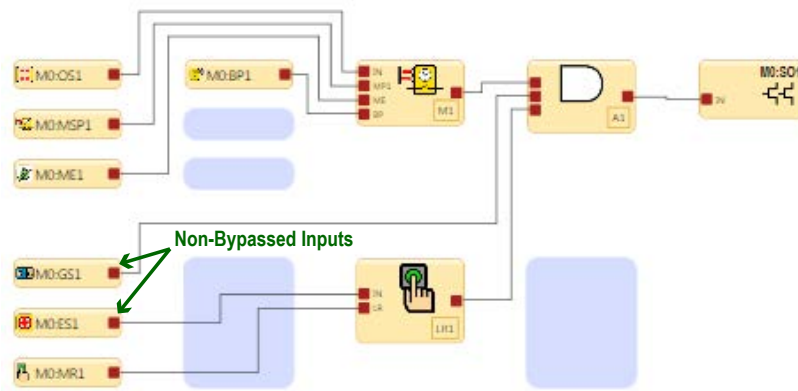 M0:OS1
M0:BP1
IN
MP1
ME
BP
M1
A1
M0:SO1
IN
M0:MSP1
M0:ME1
Non-Bypassed Inputs
M0:GS1
M0:ES1
IN
LR
LR1
M0:MR1